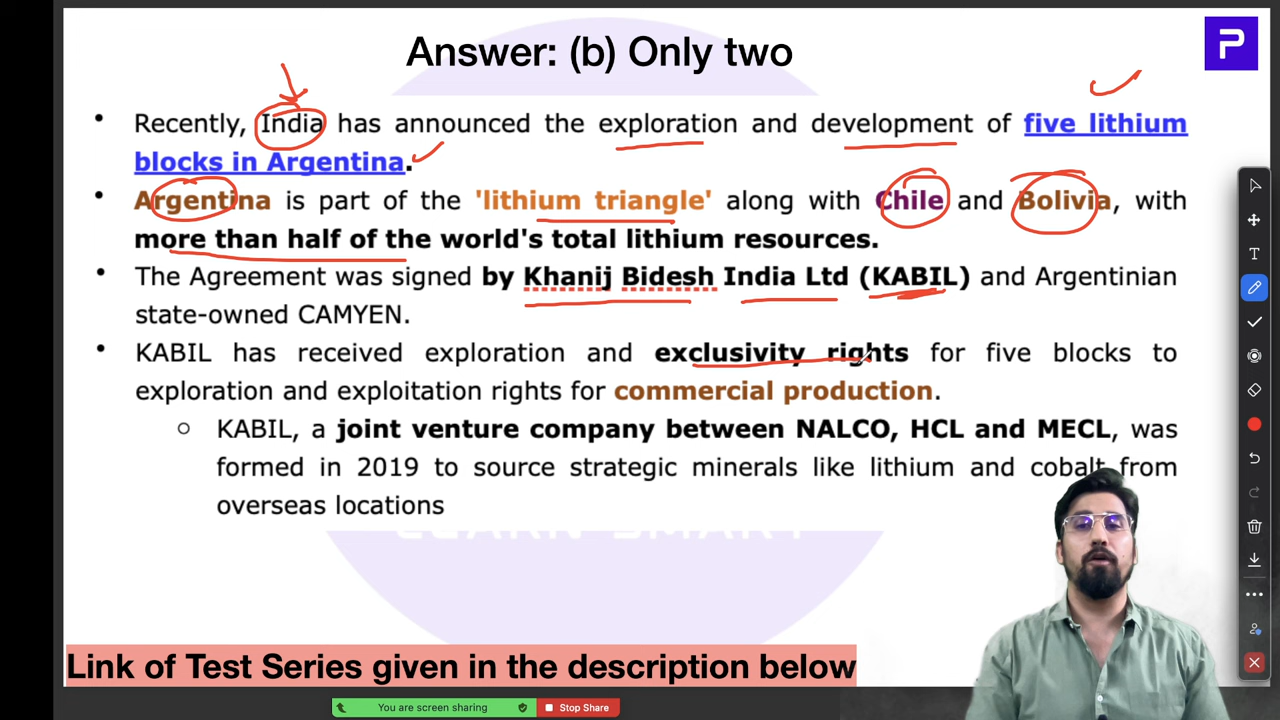 Answer: (b) Only two
P
• Recently, India has announced the exploration and development of five lithium
blocks in Argentina.
• Argentina is part of the 'lithium triangle' along with Chile and Bolivia, with
more than half of the world's total lithium resources.
• The Agreement was signed by Khanij Bidesh India Ltd (KABIL) and Argentinian
state-owned CAMYEN.
• KABIL has received exploration and exclusivity rights for five blocks to
exploration and exploitation rights for commercial production.
○ KABIL, a joint venture company between NALCO, HCL and MECL, was
formed in 2019 to source strategic minerals like lithium and cobalt from
overseas locations
LEARN SMART
Link of Test Series given in the description below
You are screen sharing
Stop Share
T